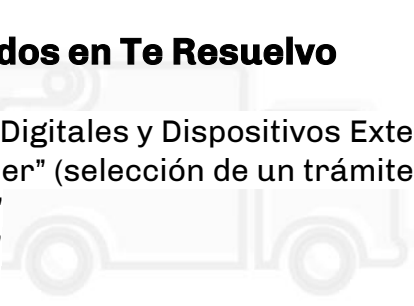 dos en Te Resuelvo
Digitales y Dispositivos Exte
er” (selección de un trámite